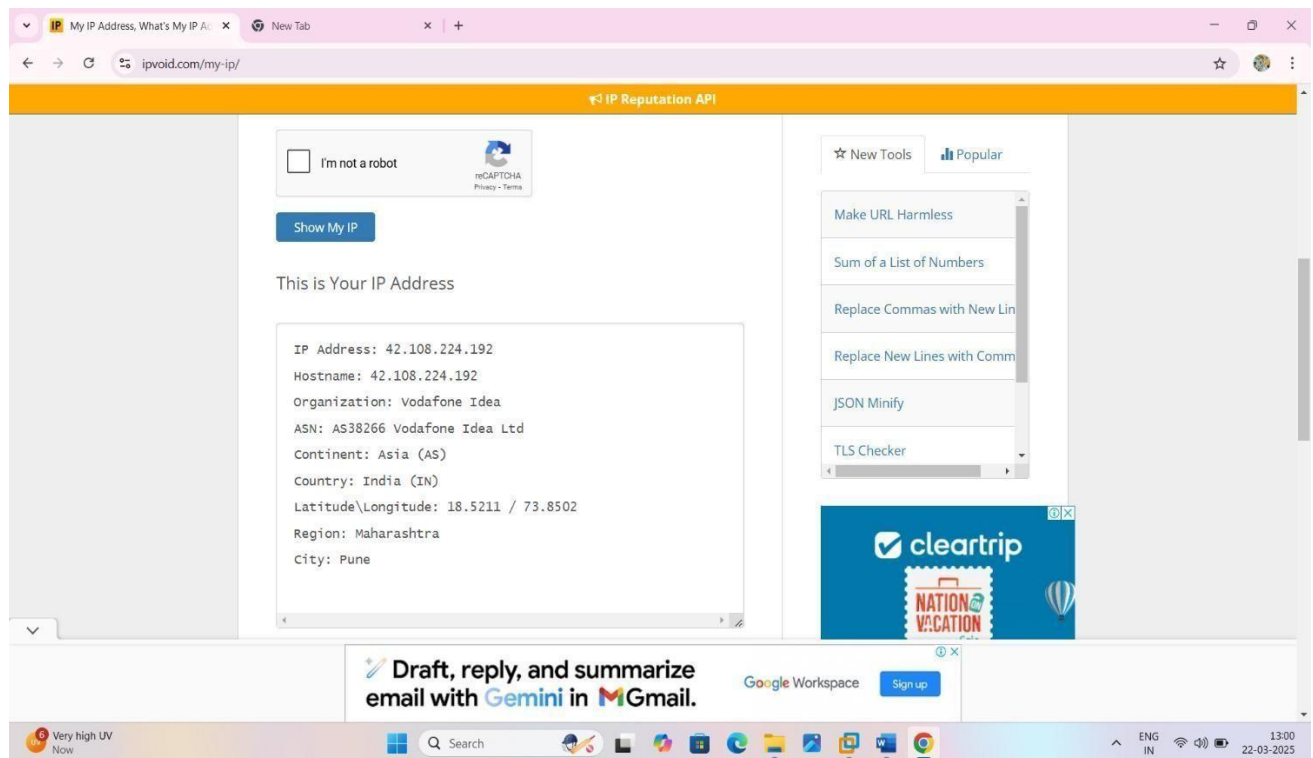 My IP Address, What's My IP Ad
New Tab
ipvoid.com/my-ip/
IP Reputation API
I'm not a robot
reCAPTCHA
Privacy - Terms
New Tools
Popular
Show My IP
Make URL Harmless
Sum of a List of Numbers
This is Your IP Address
Replace Commas with New Lin
Replace New Lines with Comm
JSON Minify
TLS Checker
IP Address: 42.108.224.192
Hostname: 42.108.224.192
Organization: Vodafone Idea
ASN: AS38266 Vodafone Idea Ltd
Continent: Asia (AS)
Country: India (IN)
Latitude\Longitude: 18.5211 / 73.8502
Region: Maharashtra
City: Pune
cleartrip
NATION ON
VACATION
Draft, reply, and summarize
email with Gemini in Gmail.
Google Workspace
Sign up
6
Very high UV
Now
Search
ENG
IN
13:00
22-03-2025